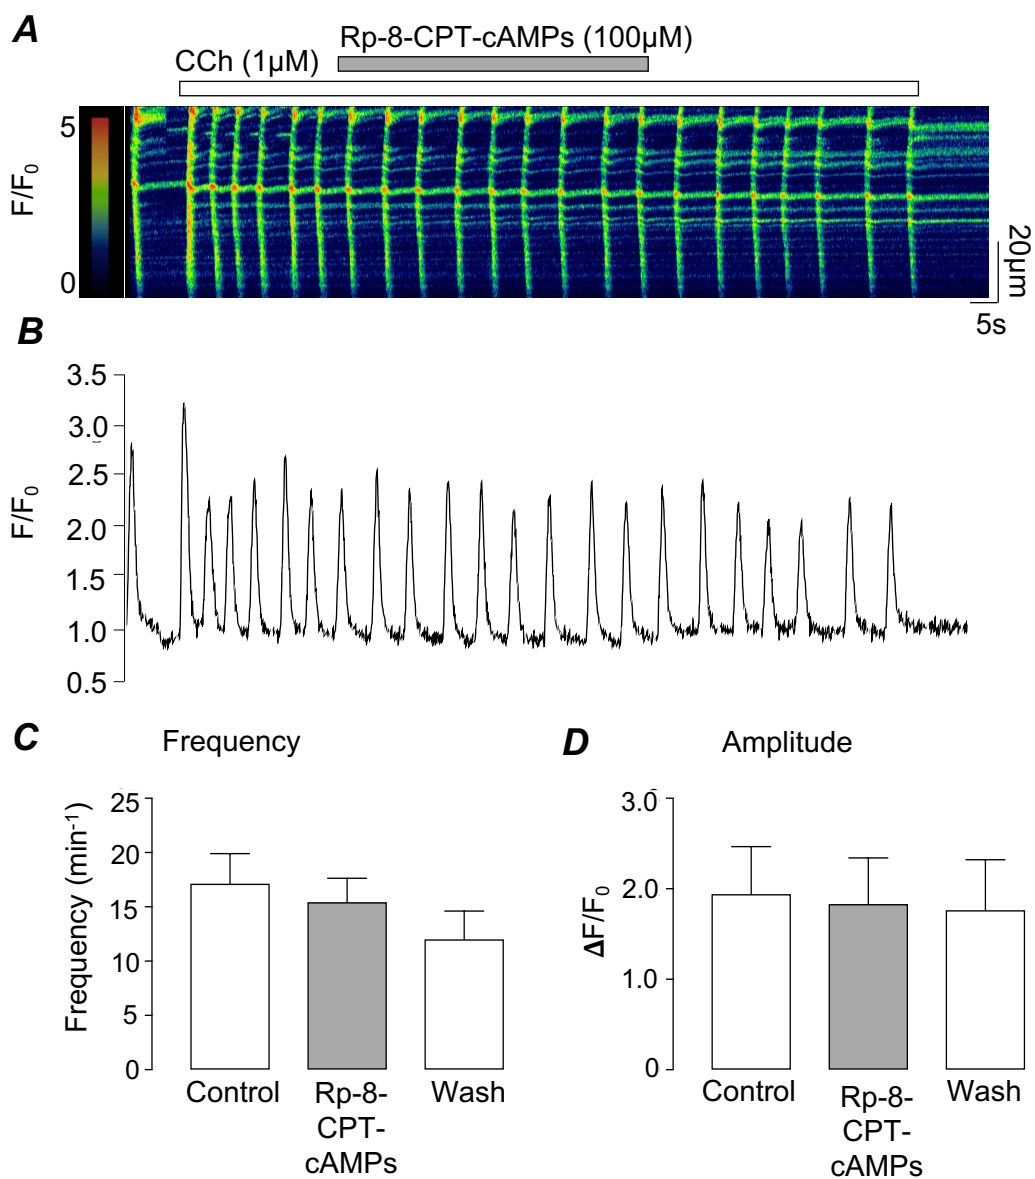 A
Rp-8-CPT-cAMPs (100µM)
CCh (1µM)
5
F/F0
0
20µm
5s
B
3.5
3.0
2.5
2.0
1.5
1.0
0.5
F/F0
C
Frequency
25
20
15
10
5
0
Frequency (min-1)
Control
Rp-8-
CPT-
cAMPs
Wash
D
Amplitude
3.0
2.0
1.0
0
ΔF/F0
Control
Rp-8-
CPT-
cAMPs
Wash